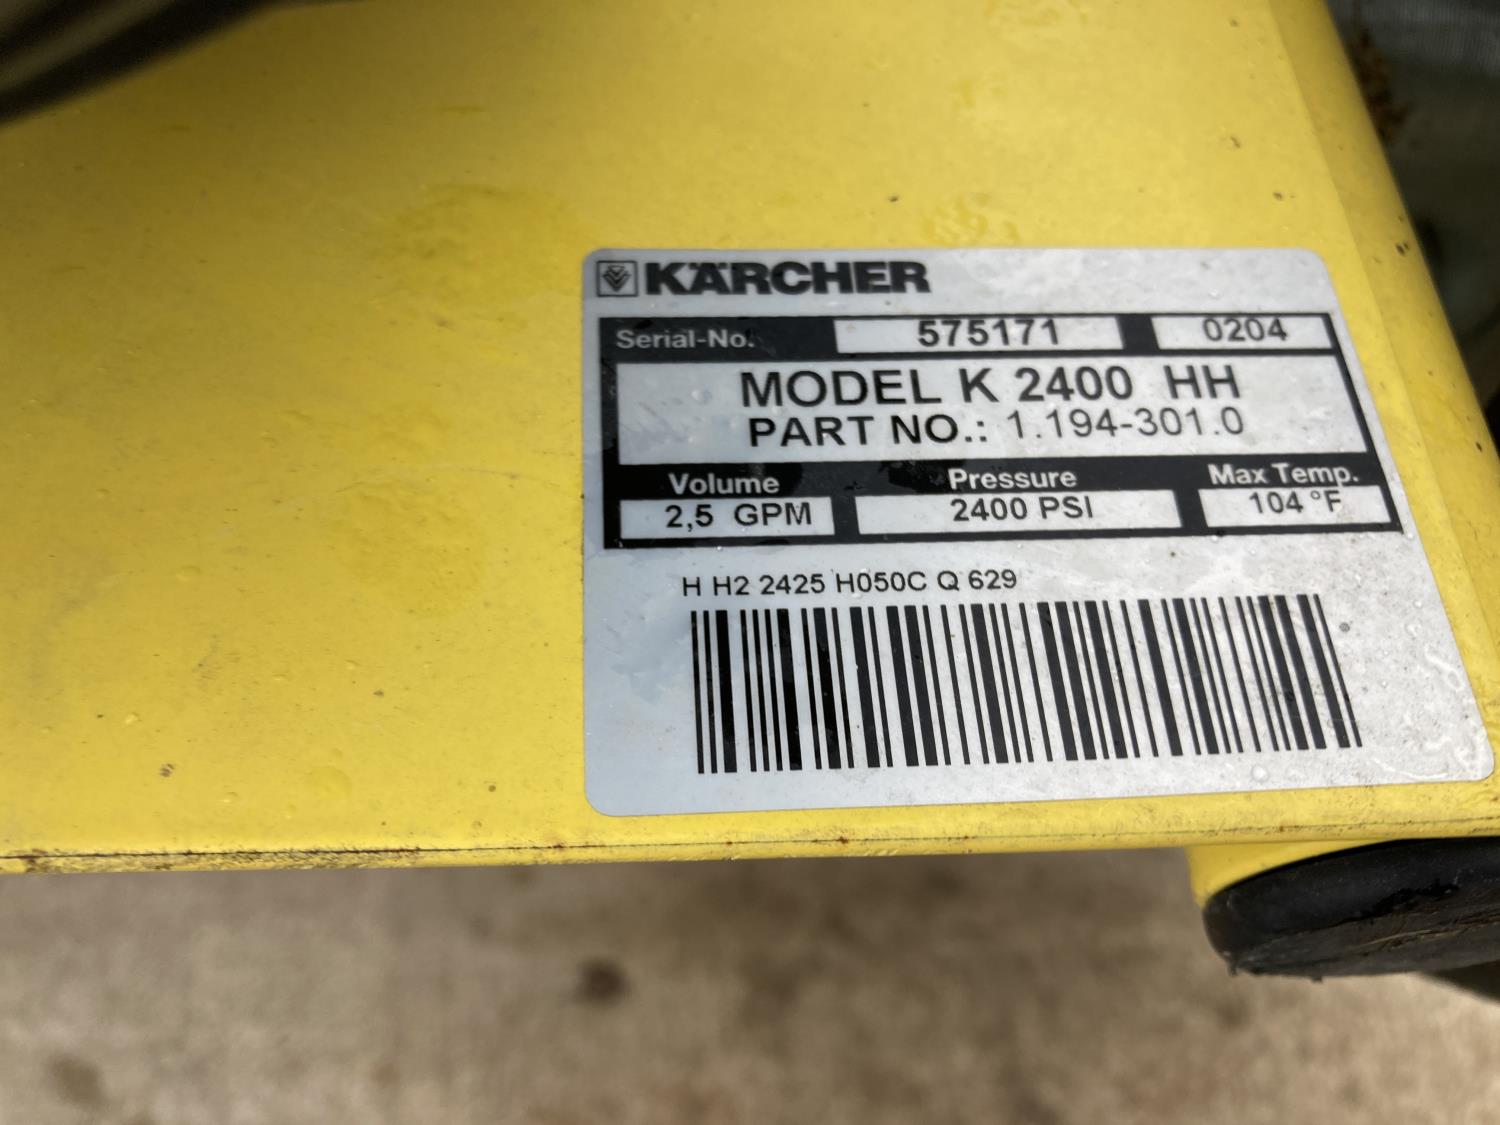 KÄRCHER
Serial-No. 575171 0204
MODEL K 2400 HH
PART NO.: 1.194-301.0
Volume Pressure Max Temp.
2,5 GPM 2400 PSI 104 °F
H H2 2425 H050C Q 629